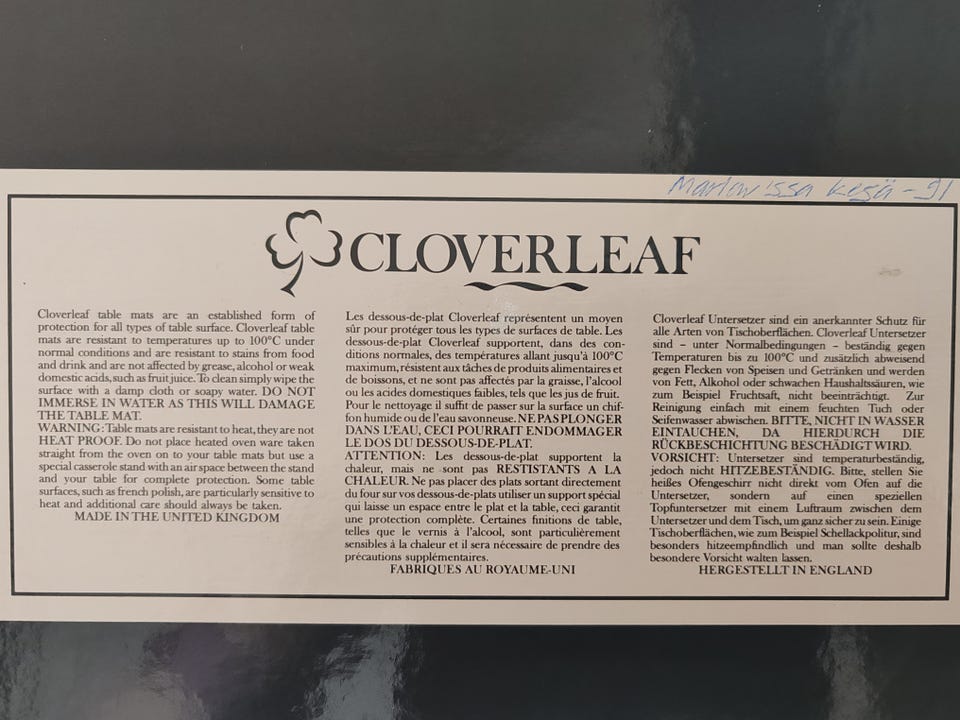 Marlow'issa kesä -91
CLOVERLEAF
Cloverleaf table mats are an established form of
protection for all types of table surface. Cloverleaf table
mats are resistant to temperatures up to 100°C under
normal conditions and are resistant to stains from food
and drink and are not affected by grease, alcohol or weak
domestic acids, such as fruit juice. To clean simply wipe the
surface with a damp cloth or soapy water. DO NOT
IMMERSE IN WATER AS THIS WILL DAMAGE
THE TABLE MAT.
WARNING: Table mats are resistant to heat, they are not
HEAT PROOF. Do not place heated oven ware taken
straight from the oven on to your table mats but use a
special casserole stand with an air space between the stand
and your table for complete protection. Some table
surfaces, such as french polish, are particularly sensitive to
heat and additional care should always be taken.
MADE IN THE UNITED KINGDOM
Les dessous-de-plat Cloverleaf représentent un moyen
sûr pour protéger tous les types de surfaces de table. Les
dessous-de-plat Cloverleaf supportent, dans des con-
ditions normales, des températures allant jusqu'à 100°C
maximum, résistent aux tâches de produits alimentaires et
de boissons, et ne sont pas affectés par la graisse, l'alcool
ou les acides domestiques faibles, tels que les jus de fruit.
Pour le nettoyage il suffit de passer sur la surface un chif-
fon humide ou de l'eau savonneuse. NE PAS PLONGER
DANS L'EAU, CECI POURRAIT ENDOMMAGER
LE DOS DU DESSOUS-DE-PLAT.
ATTENTION: Les dessous-de-plat supportent la
chaleur, mais ne sont pas RESTISTANTS A LA
CHALEUR. Ne pas placer des plats sortant directement
du four sur vos dessous-de-plats utiliser un support spécial
qui laisse un espace entre le plat et la table, ceci garantit
une protection complète. Certaines finitions de table,
telles que le vernis à l'alcool, sont particulièrement
sensibles à la chaleur et il sera nécessaire de prendre des
précautions supplémentaires.
FABRIQUES AU ROYAUME-UNI
Cloverleaf Untersetzer sind ein anerkannter Schutz für
alle Arten von Tischoberflächen. Cloverleaf Untersetzer
sind – unter Normalbedingungen – beständig gegen
Temperaturen bis zu 100°C und zusätzlich abweisend
gegen Flecken von Speisen und Getränken und werden
von Fett, Alkohol oder schwachen Haushaltssäuren, wie
zum Beispiel Fruchtsaft, nicht beeinträchtigt. Zur
Reinigung einfach mit einem feuchten Tuch oder
Seifenwasser abwischen. BITTE, NICHT IN WASSER
EINTAUCHEN, DA HIERDURCH DIE
RÜCKBESCHICHTUNG BESCHÄDIGT WIRD.
VORSICHT: Untersetzer sind temperaturbeständig,
jedoch nicht HITZEBESTÄNDIG. Bitte, stellen Sie
heißes Ofengeschirr nicht direkt vom Ofen auf die
Untersetzer, sondern auf einen speziellen
Topfuntersetzer mit einem Luftraum zwischen dem
Untersetzer und dem Tisch, um ganz sicher zu sein. Einige
Tischoberflächen, wie zum Beispiel Schellackpolitur, sind
besonders hitzeempfindlich und man sollte deshalb
besondere Vorsicht walten lassen.
HERGESTELLT IN ENGLAND